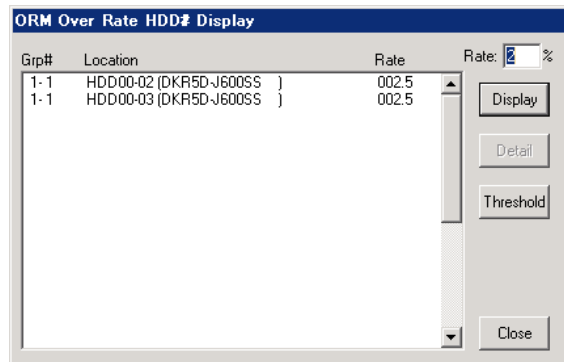 ORM Over Rate HDD# Display
Grp# Location Rate Rate: 2 %
1- 1 HDD00-02 (DKR5D-J600SS ) 002.5
1- 1 HDD00-03 (DKR5D-J600SS ) 002.5
Display
Detail
Threshold
Close